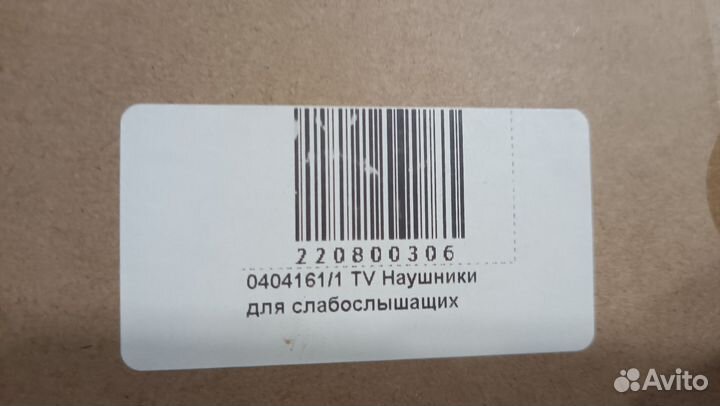 220800306
0404161/1 TV Наушники
для слабослышащих
Avito